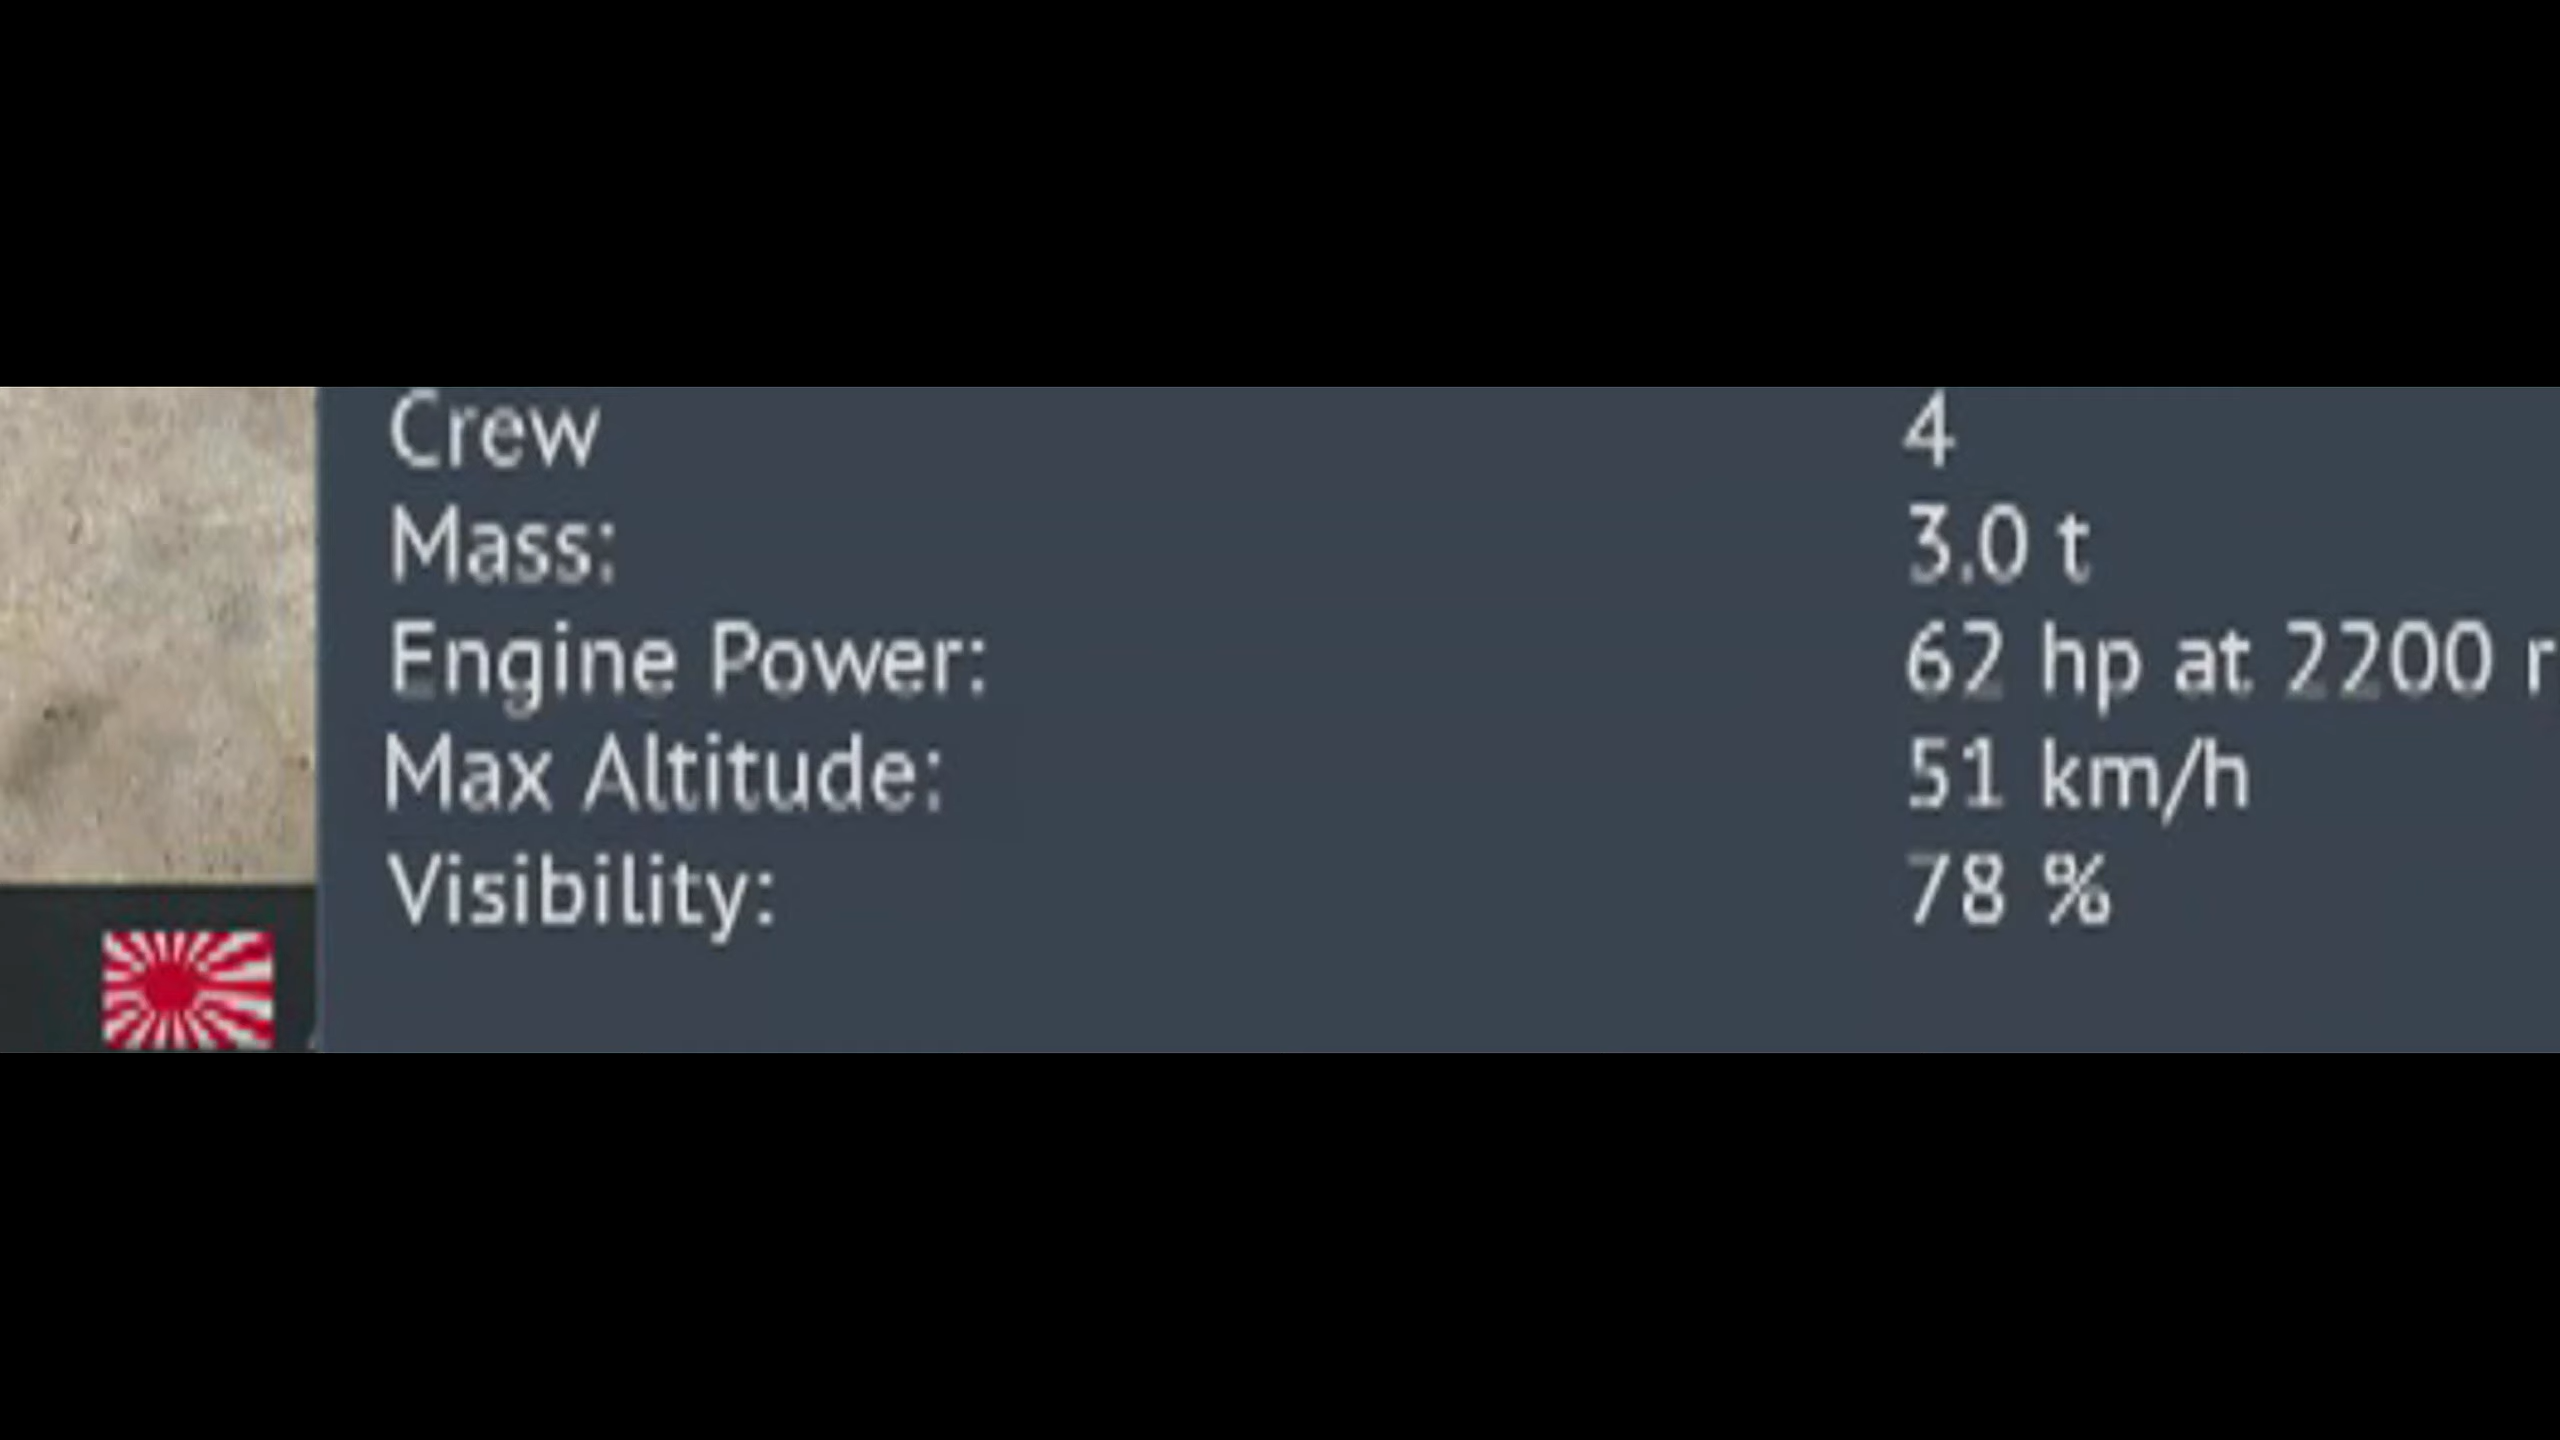 Crew 4
Mass: 3.0 t
Engine Power: 62 hp at 2200 r
Max Altitude: 51 km/h
Visibility: 78 %